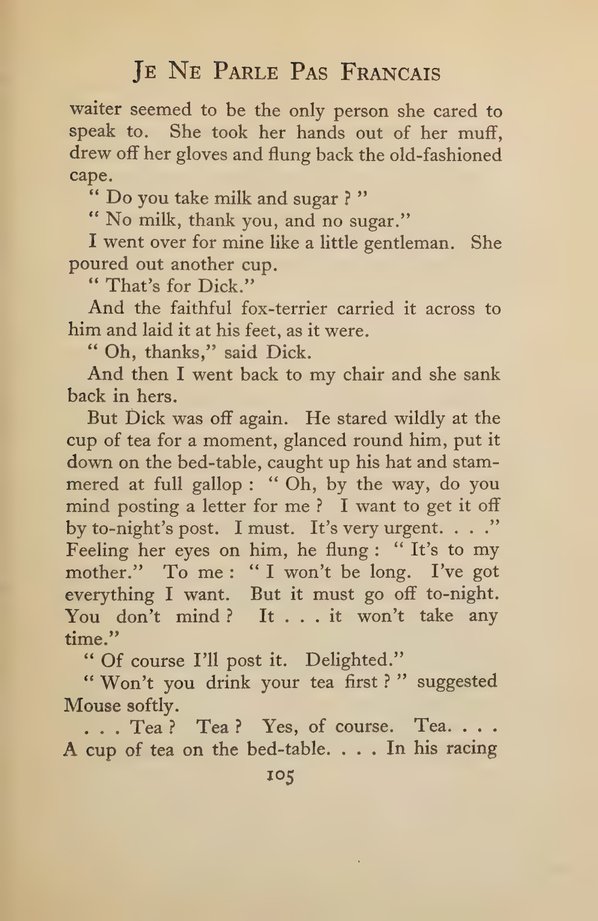 Je Ne Parle Pas Francais
waiter seemed to be the only person she cared to
speak to. She took her hands out of her muff,
drew off her gloves and flung back the old-fashioned
cape.
“ Do you take milk and sugar ? ”
“ No milk, thank you, and no sugar.”
I went over for mine like a little gentleman. She
poured out another cup.
“ That’s for Dick.”
And the faithful fox-terrier carried it across to
him and laid it at his feet, as it were.
“ Oh, thanks,” said Dick.
And then I went back to my chair and she sank
back in hers.
But Dick was off again. He stared wildly at the
cup of tea for a moment, glanced round him, put it
down on the bed-table, caught up his hat and stam-
mered at full gallop : “ Oh, by the way, do you
mind posting a letter for me ? I want to get it off
by to-night’s post. I must. It’s very urgent. . . .”
Feeling her eyes on him, he flung : “ It’s to my
mother.” To me : “ I won’t be long. I’ve got
everything I want. But it must go off to-night.
You don’t mind ? It . . . it won’t take any
time.”
“ Of course I’ll post it. Delighted.”
“ Won’t you drink your tea first ? ” suggested
Mouse softly.
. . . Tea ? Tea ? Yes, of course. Tea. . . .
A cup of tea on the bed-table. . . . In his racing
105